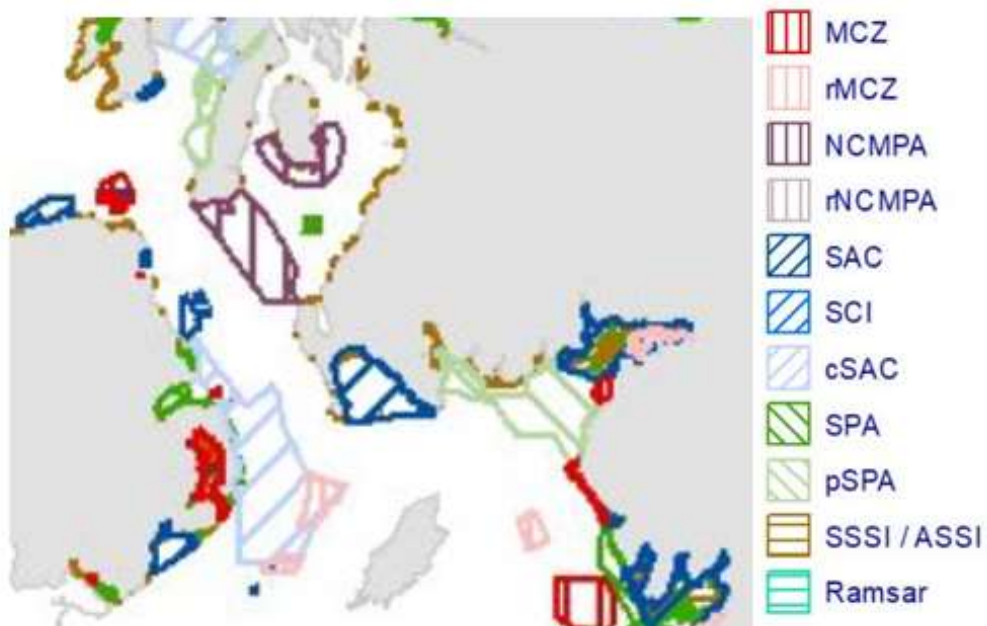 MCZ
rMCZ
NCMPA
rNCMPA
SAC
SCI
cSAC
SPA
pSPA
SSSI / ASSI
Ramsar